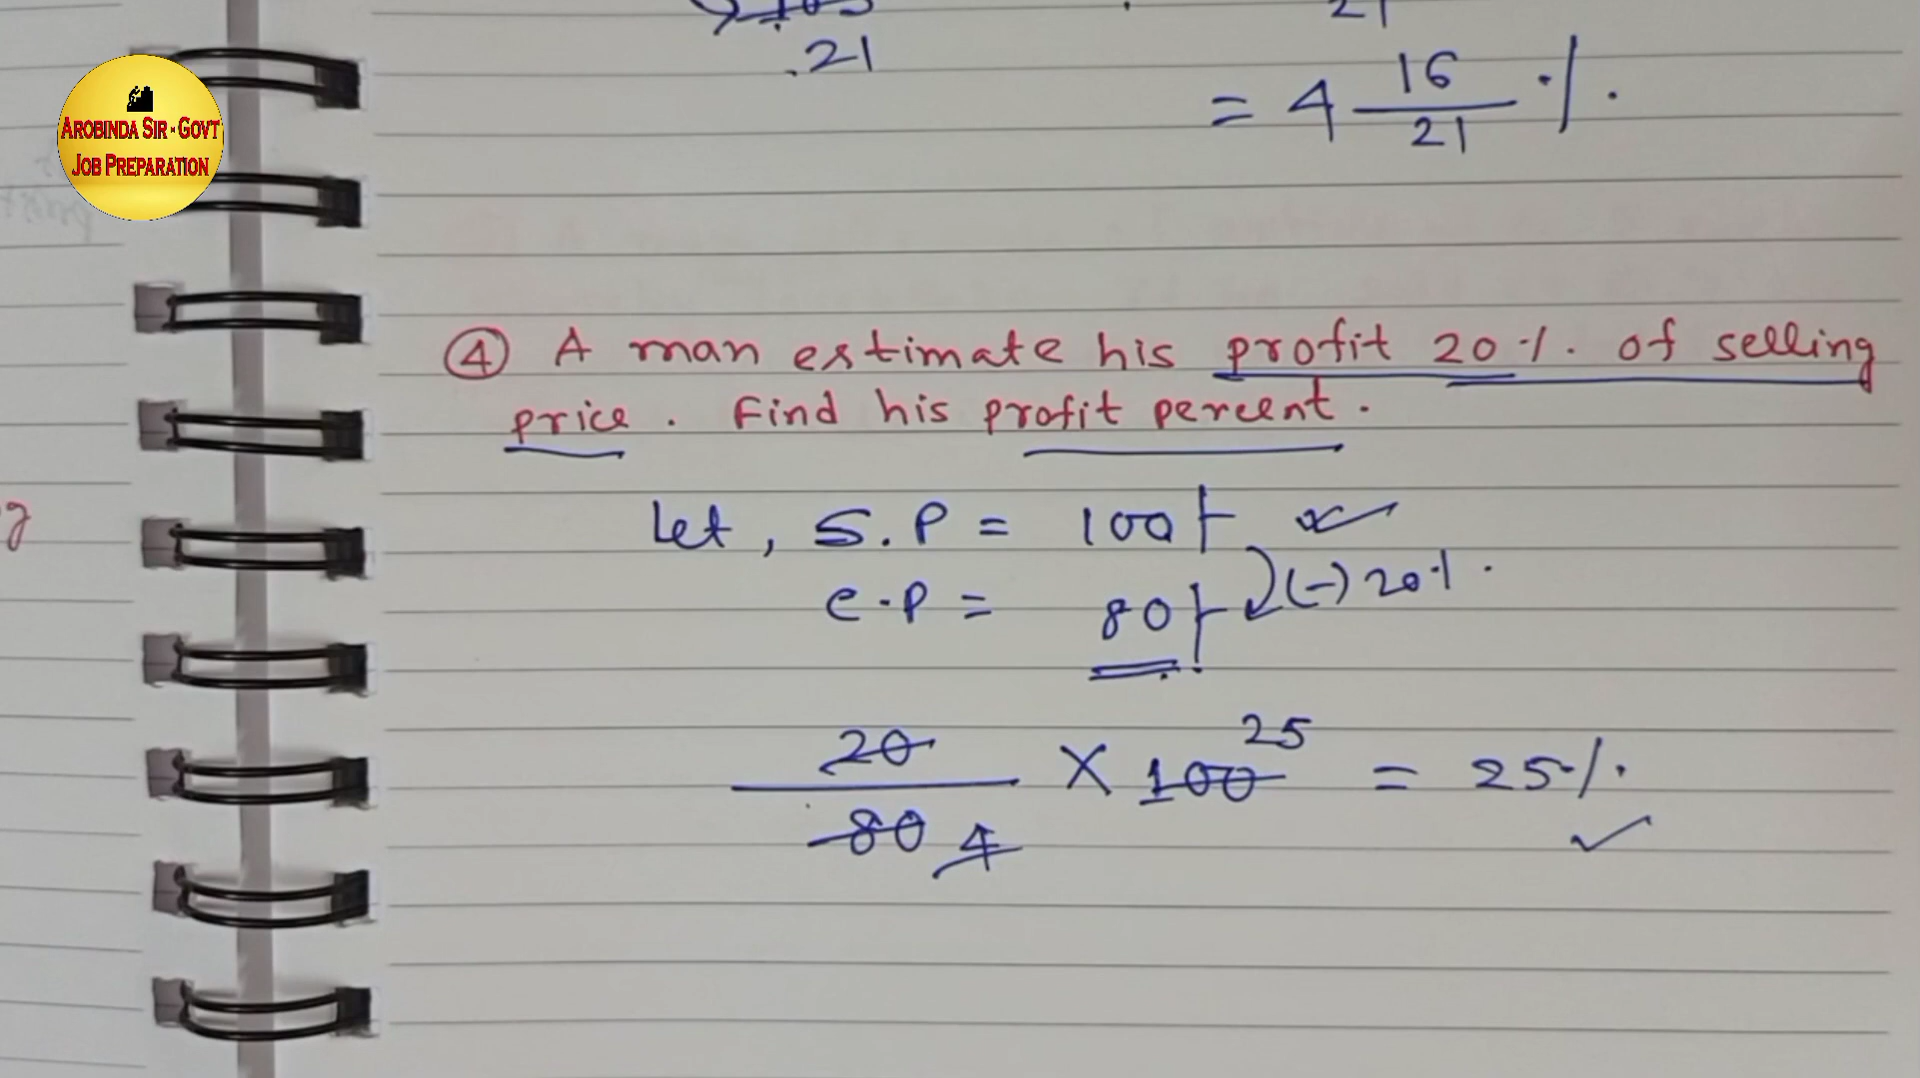 AROBINDA SIR - GOVT
JOB PREPARATION
21
21
= 4 16/21 %.
④ A man estimate his profit 20%. of selling
price. Find his profit percent.
Let, S.P = 100/-
C.P = 80/- (-) 20%.
20/80 4 × 100 25 = 25%.